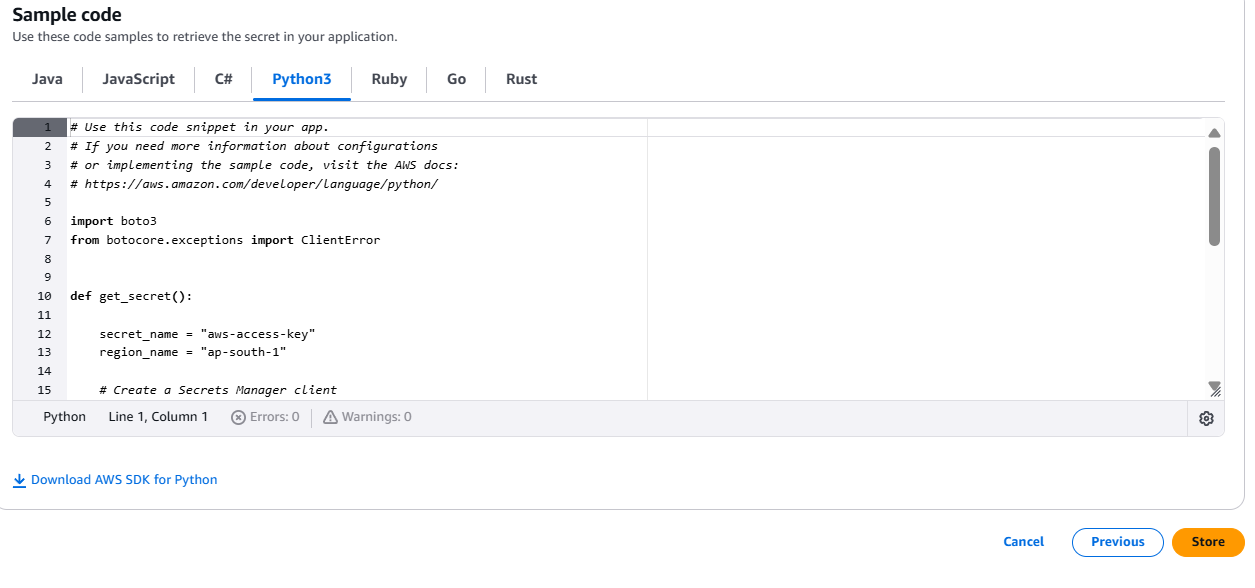 Sample code
Use these code samples to retrieve the secret in your application.
Java JavaScript C# Python3 Ruby Go Rust
1 # Use this code snippet in your app.
2 # If you need more information about configurations
3 # or implementing the sample code, visit the AWS docs:
4 # https://aws.amazon.com/developer/language/python/
5
6 import boto3
7 from botocore.exceptions import ClientError
8
9
10 def get_secret():
11
12     secret_name = "aws-access-key"
13     region_name = "ap-south-1"
14
15     # Create a Secrets Manager client
Python Line 1, Column 1 Errors: 0 Warnings: 0
Download AWS SDK for Python
Cancel Previous Store